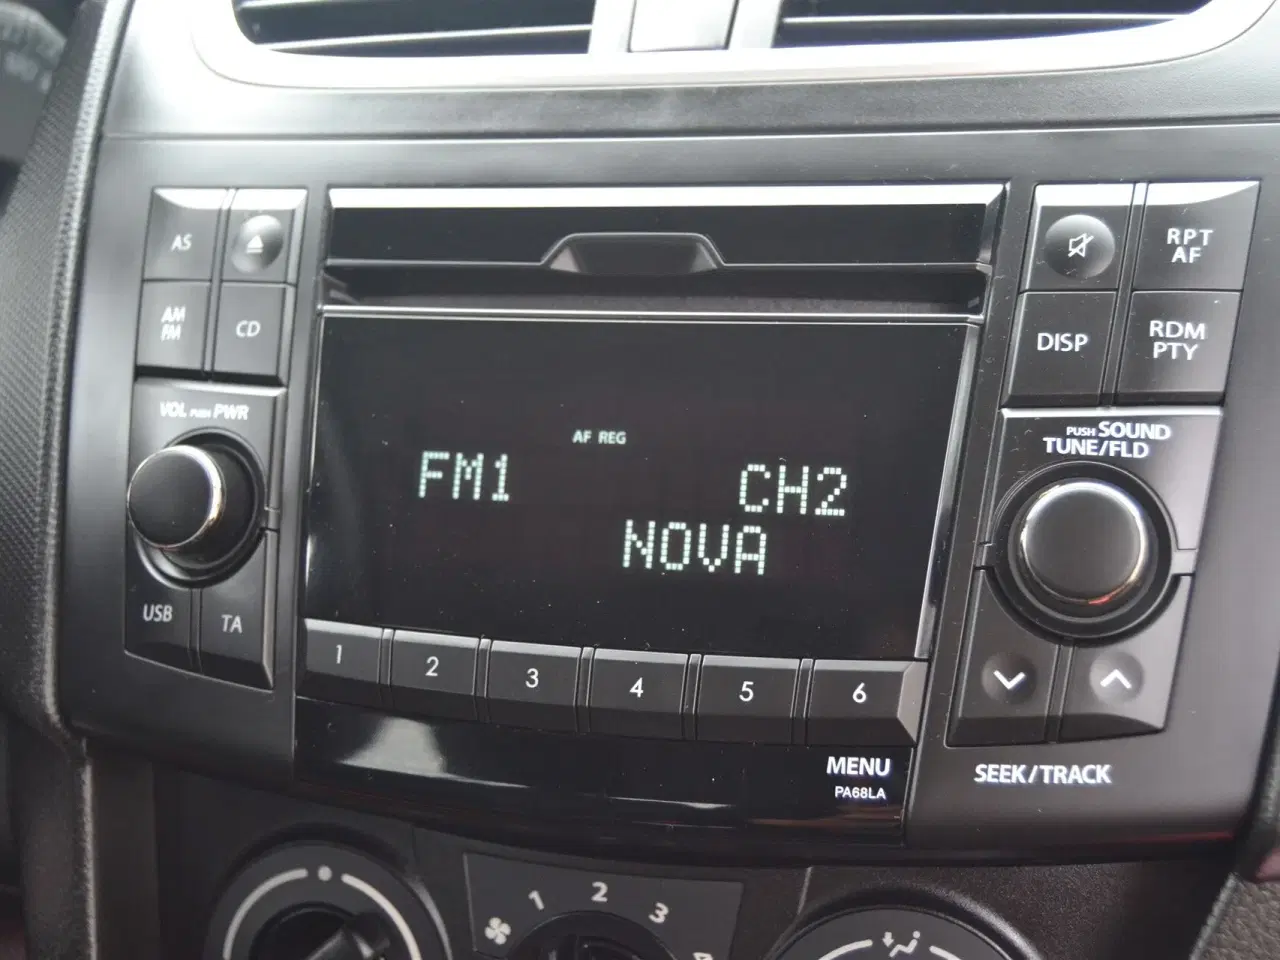 AS
RPT
AF
AM
FM
CD
DISP
RDM
PTY
VOL PUSH PWR
PUSH SOUND
TUNE/FLD
AF REG
FM1
CH2
NOVA
USB
TA
1
2
3
4
5
6
MENU
PA68LA
SEEK/TRACK
1
2
3